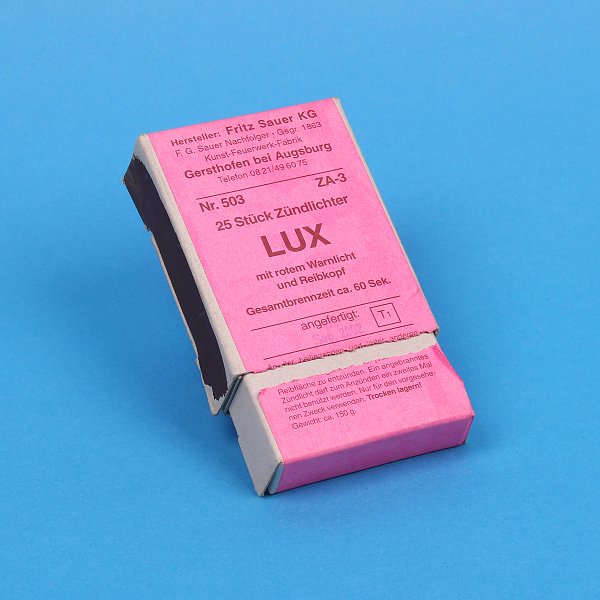 Hersteller: Fritz Sauer KG
F. G. Sauer Nachfolger · Gegr. 1863
Kunst-Feuerwerk-Fabrik
Gersthofen bei Augsburg
Telefon 08 21/49 60 75
Nr. 503 ZA-3
25 Stück Zündlichter
LUX
mit rotem Warnlicht
und Reibkopf
Gesamtbrennzeit ca. 60 Sek.
angefertigt: T1
An der
Reibfläche zu entzünden. Ein angebranntes
Zündlicht darf zum Anzünden ein zweites Mal
nicht benützt werden. Nur für den vorgesehe-
nen Zweck verwenden. Trocken lagern!
Gewicht: ca. 150 g.